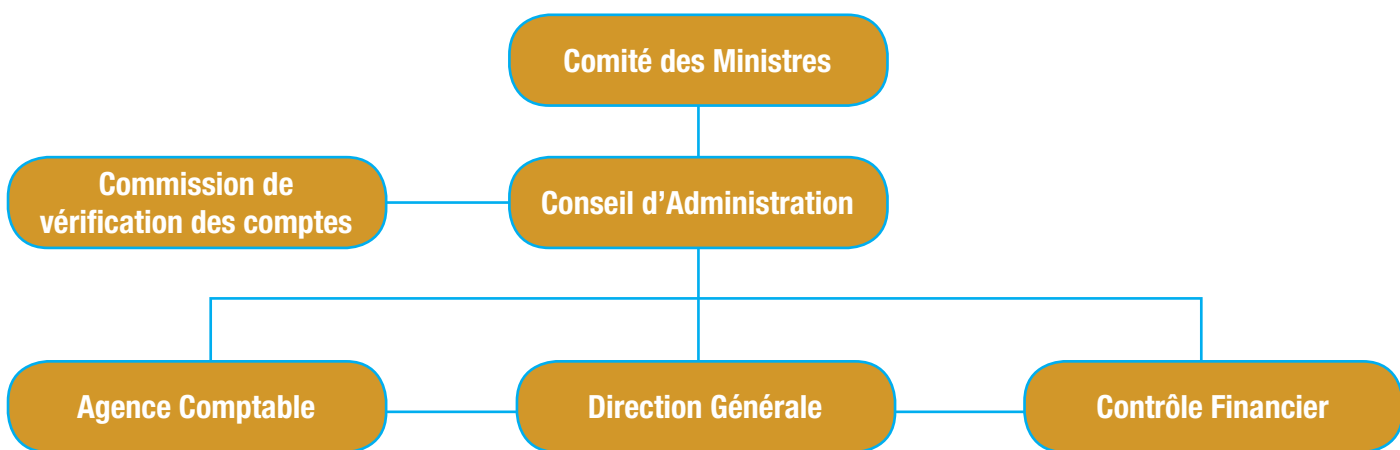 Comité des Ministres
Commission de
vérification des comptes
Conseil d’Administration
Agence Comptable
Direction Générale
Contrôle Financier